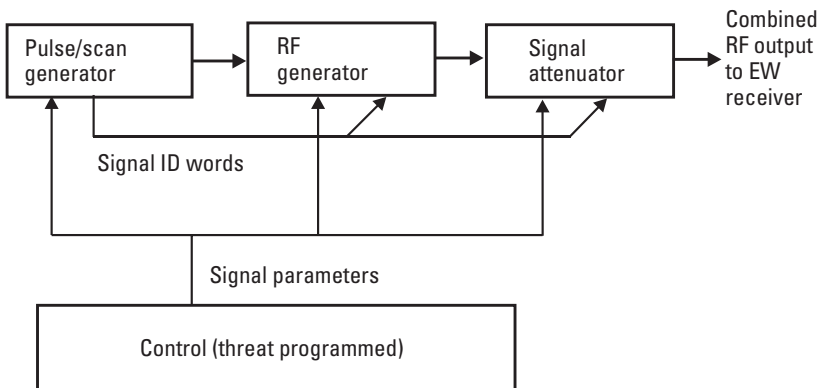 Pulse/scan
generator
RF
generator
Signal
attenuator
Combined
RF output
to EW
receiver
Signal ID words
Signal parameters
Control (threat programmed)